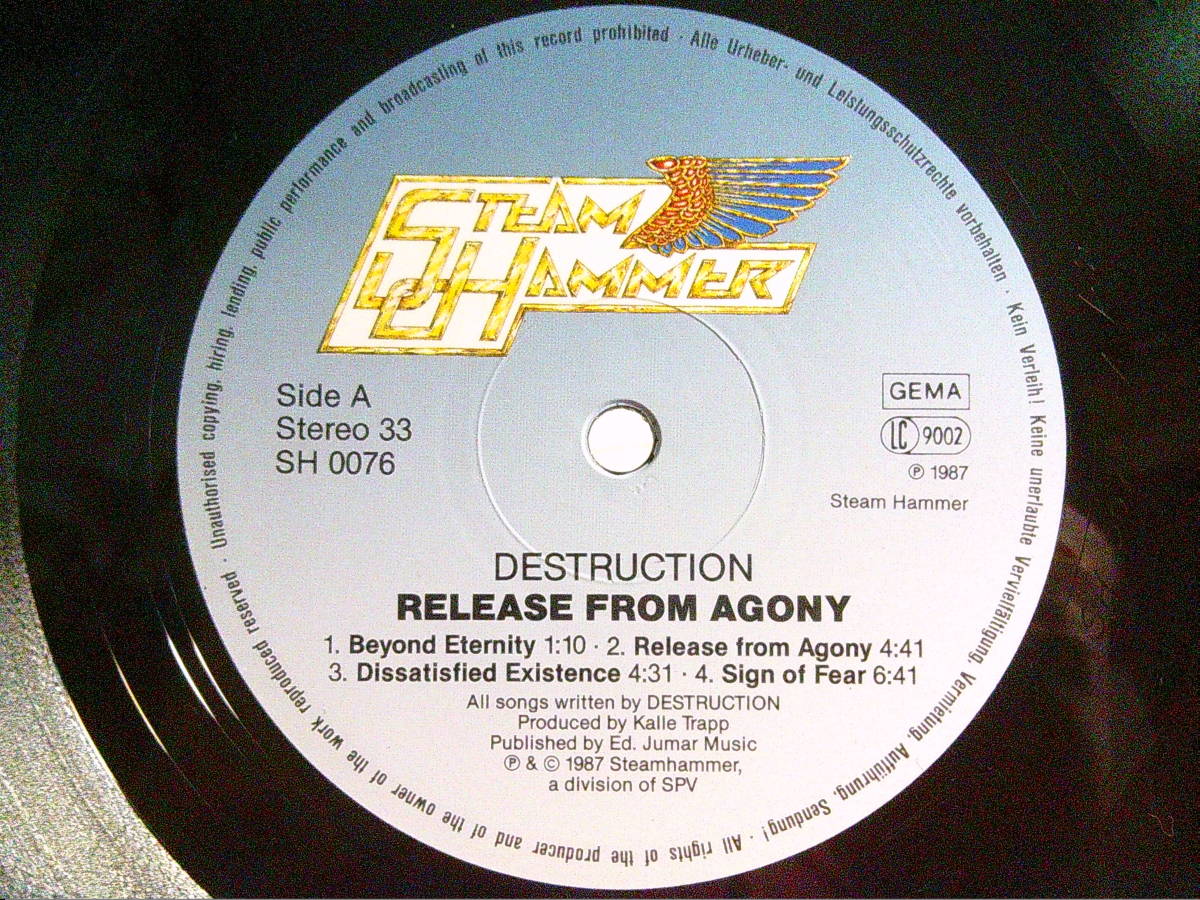 STEAM
HAMMER
Side A
Stereo 33
SH 0076
GEMA
LC 9002
℗ 1987
Steam Hammer
DESTRUCTION
RELEASE FROM AGONY
1. Beyond Eternity 1:10 · 2. Release from Agony 4:41
3. Dissatisfied Existence 4:31 · 4. Sign of Fear 6:41
All songs written by DESTRUCTION
Produced by Kalle Trapp
Published by Ed. Jumar Music
℗ & © 1987 Steamhammer,
a division of SPV
All rights of the producer and of the owner of the work reproduced reserved · Unauthorised copying, hiring, lending, public performance and broadcasting of this record prohibited · Alle Urheber- und Leistungsschutzrechte vorbehalten · Kein Verleih! Keine unerlaubte Vervielfältigung, Vermietung, Aufführung, Sendung! ·